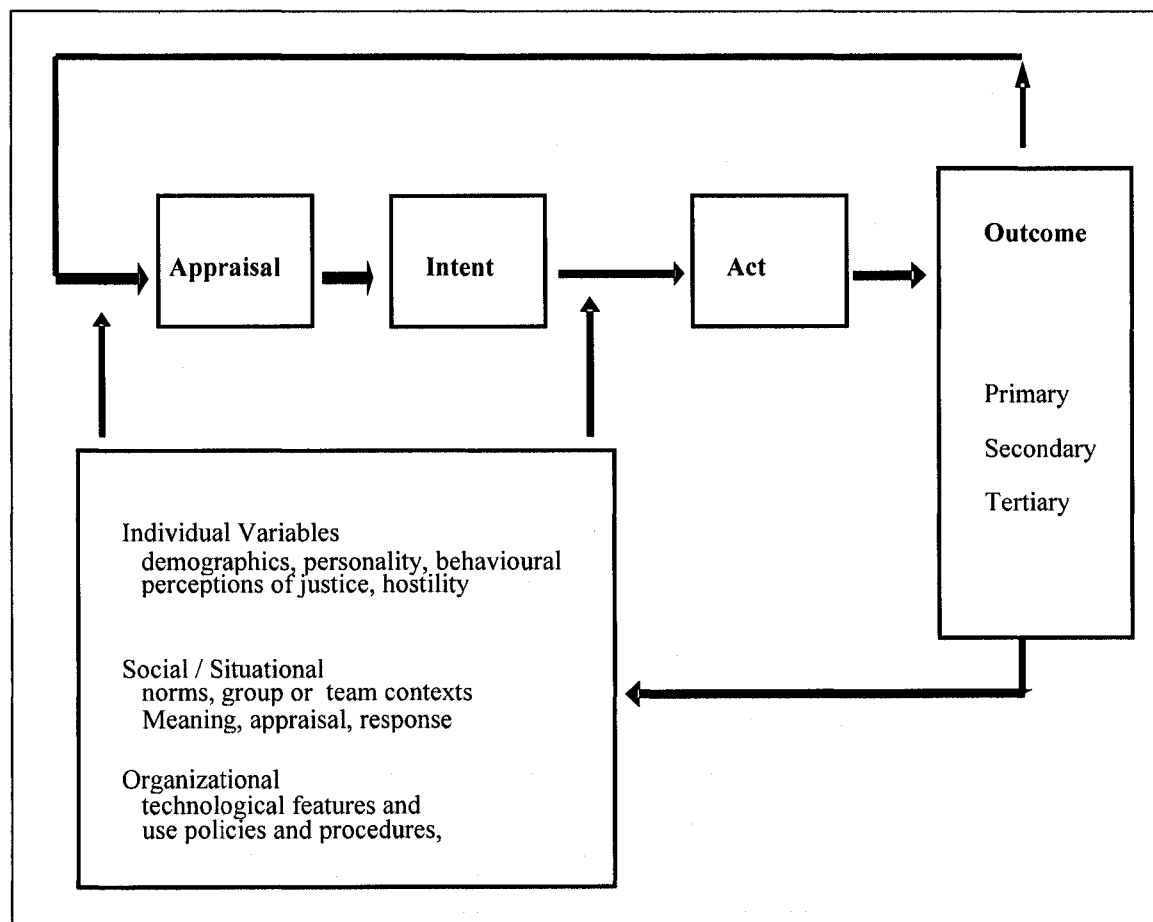 Appraisal
Intent
Act
Outcome
Primary
Secondary
Tertiary
Individual Variables
demographics, personality, behavioural
perceptions of justice, hostility
Social / Situational
norms, group or team contexts
Meaning, appraisal, response
Organizational
technological features and
use policies and procedures,